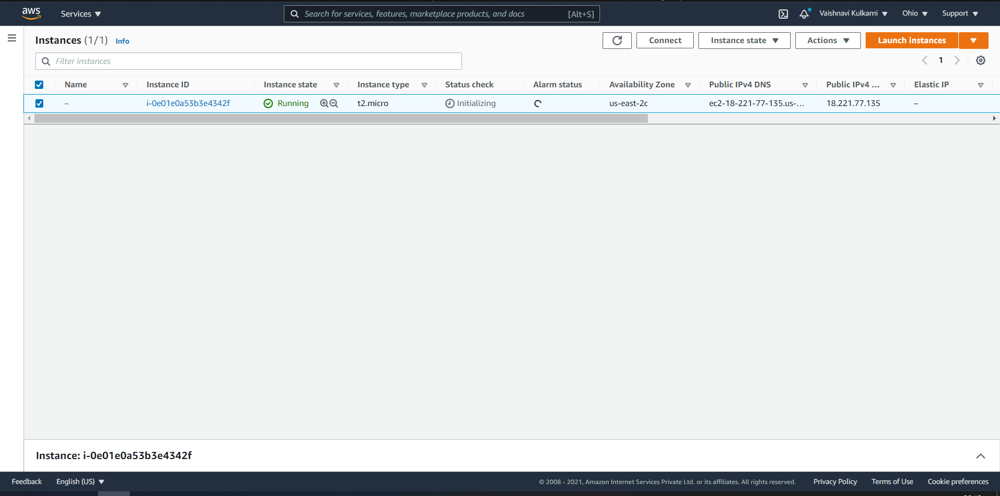 aws Services Search for services, features, marketplace products, and docs [Alt+S] Vaishnavi Kulkarni Ohio Support
Instances (1/1) Info Connect Instance state Actions Launch instances
Filter instances 1
Name Instance ID Instance state Instance type Status check Alarm status Availability Zone Public IPv4 DNS Public IPv4 ... Elastic IP
– i-0e01e0a53b3e4342f Running t2.micro Initializing us-east-2c ec2-18-221-77-135.us-... 18.221.77.135 –
Instance: i-0e01e0a53b3e4342f
Feedback English (US) © 2008 - 2021, Amazon Internet Services Private Ltd. or its affiliates. All rights reserved. Privacy Policy Terms of Use Cookie preferences